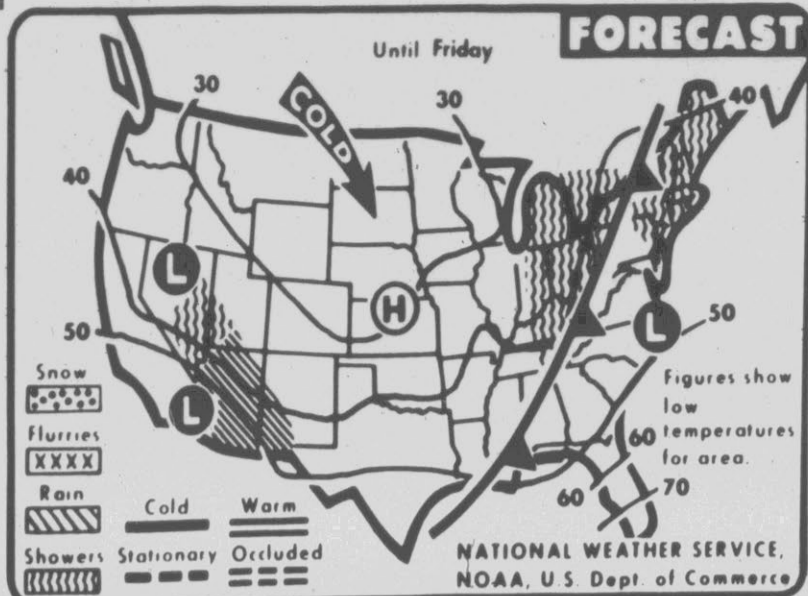 FORECAST
Until Friday
30
COLD
30
40
40
L
H
L
50
50
L
Figures show
low
temperatures
for area.
60
60
70
Snow
Flurries
XXXX
Rain
Showers
Cold
Warm
Stationary
Occluded
NATIONAL WEATHER SERVICE,
NOAA, U.S. Dept. of Commerce